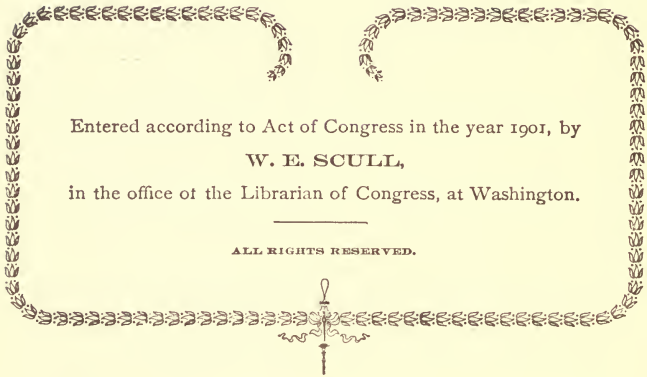 Entered according to Act of Congress in the year 1901, by
W. E. SCULL,
in the office of the Librarian of Congress, at Washington.
ALL RIGHTS RESERVED.